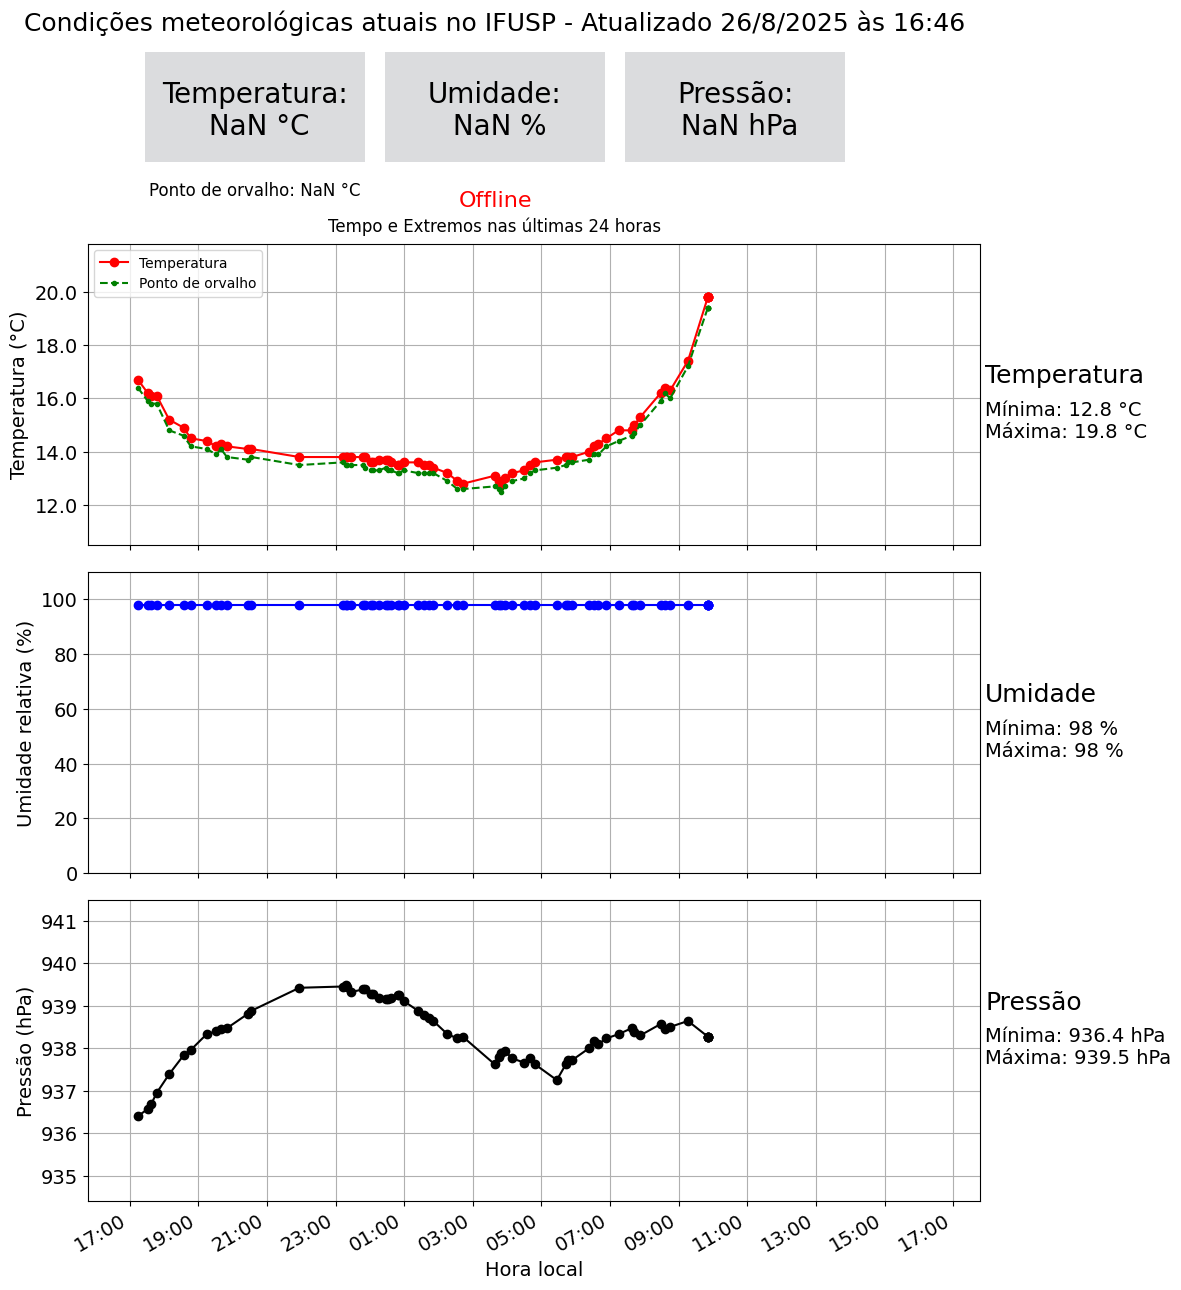 Condições meteorológicas atuais no IFUSP - Atualizado 26/8/2025 às 16:46
Temperatura:
NaN °C
Umidade:
NaN %
Pressão:
NaN hPa
Ponto de orvalho: NaN °C
Offline
Tempo e Extremos nas últimas 24 horas
Temperatura
Ponto de orvalho
Temperatura (°C)
20.0
18.0
16.0
14.0
12.0
Temperatura
Mínima: 12.8 °C
Máxima: 19.8 °C
Umidade relativa (%)
100
80
60
40
20
0
Umidade
Mínima: 98 %
Máxima: 98 %
Pressão (hPa)
941
940
939
938
937
936
935
Pressão
Mínima: 936.4 hPa
Máxima: 939.5 hPa
17:00 19:00 21:00 23:00 01:00 03:00 05:00 07:00 09:00 11:00 13:00 15:00 17:00
Hora local